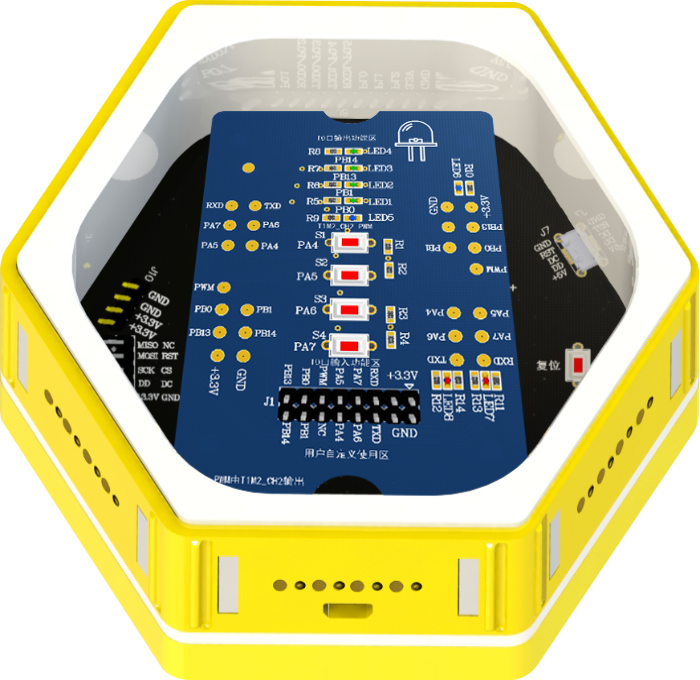 IO口输出功能区
R8 LED4
PB14
R7 LED3
PB13
R6 LED2
PB1
R5 LED1
PB0
R9 LED5
TIM2_CH2 PWM
S1
PA4
R1
S2
PA5
R2
S3
PA6
R3
S4
PA7
R4
IO口输入功能区
RXD TXD
PA7 PA6
PA5 PA4
PWM
PB0 PB1
PB13 PB14
+3.3V GND
LED6 R10
GND +3.3V
PB1 PB0
PWM
PA4 PA5
PA6 PA7
TXD RXD
R12 LED8 R14 R13 LED7 R11
PB13 PB0 PWM PA5 PA7 RXD +3.3V
J1
PB14 PB1 NC PA4 PA6 TXD GND
用户自定义使用区
PWM由TIM2_CH2输出
GND
GND
+3.3V
+3.3V
MISO NC
MOSI RST
SCK CS
DD DC
3.3V GND
J7
GND
RST
DC
DD
+5V
复位